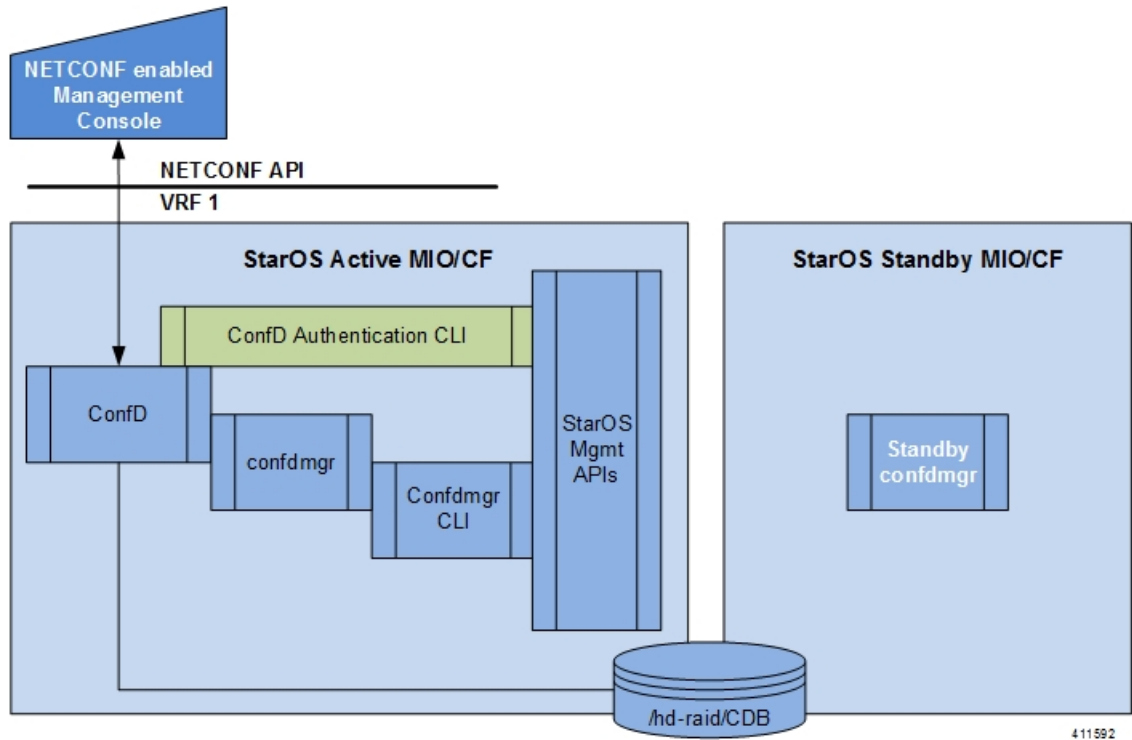 NETCONF enabled
Management
Console
NETCONF API
VRF 1
StarOS Active MIO/CF
StarOS Standby MIO/CF
ConfD Authentication CLI
ConfD
confdmgr
Confdmgr
CLI
StarOS
Mgmt
APIs
Standby
confdmgr
/hd-raid/CDB
411592